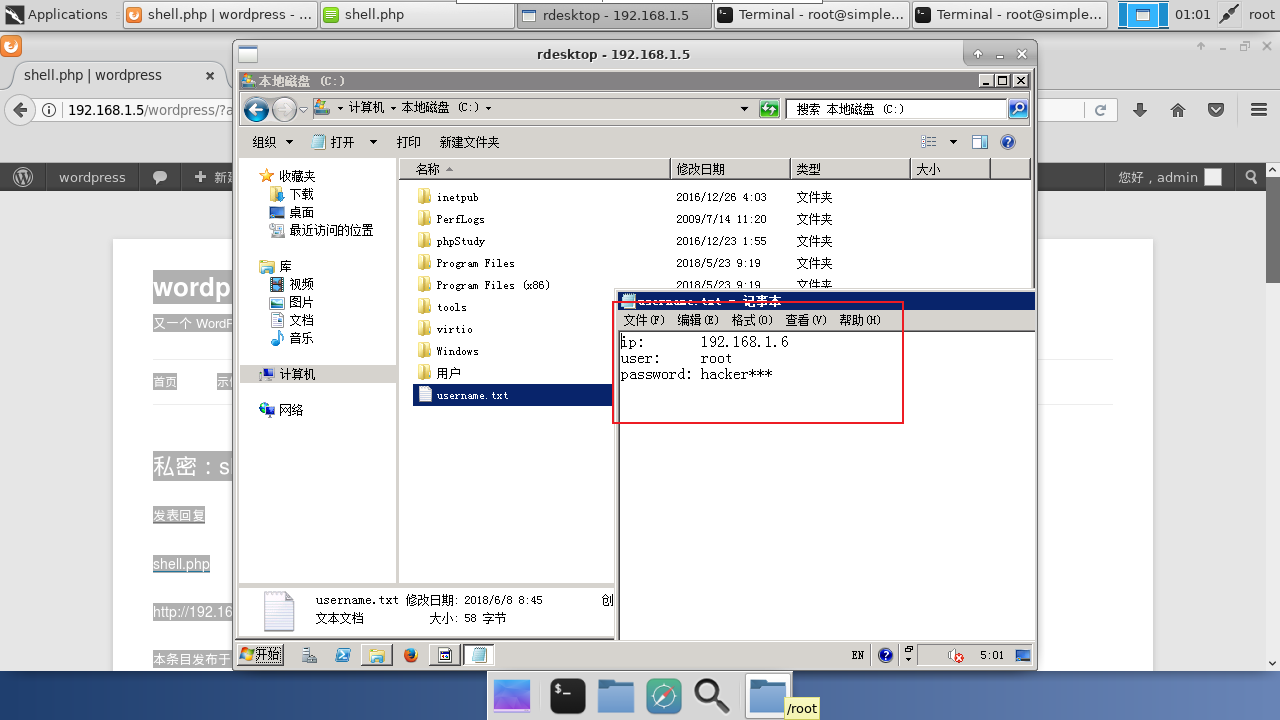 Applications
shell.php | wordpress - ...
shell.php
rdesktop - 192.168.1.5
Terminal - root@simple...
Terminal - root@simple...
01:01
root
rdesktop - 192.168.1.5
shell.php | wordpress
192.168.1.5/wordpress/?a
本地磁盘 (C:)
计算机
本地磁盘 (C:)
搜索 本地磁盘 (C:)
组织
打开
打印
新建文件夹
wordpress
新建
您好，admin
收藏夹
下载
桌面
最近访问的位置
库
视频
图片
文档
音乐
计算机
网络
名称
修改日期
类型
大小
inetpub 2016/12/26 4:03 文件夹
PerfLogs 2009/7/14 11:20 文件夹
phpStudy 2016/12/23 1:55 文件夹
Program Files 2018/5/23 9:19 文件夹
Program Files (x86) 2018/5/23 9:19 文件夹
tools
virtio
Windows
用户
username.txt
username.txt - 记事本
文件(F) 编辑(E) 格式(O) 查看(V) 帮助(H)
ip: 192.168.1.6
user: root
password: hacker***
username.txt 修改日期: 2018/6/8 8:45 创
文本文档 大小: 58 字节
开始
EN
5:01
wordp
又一个 WordF
首页
私密：s
发表回复
shell.php
http://192.16
本条目发布于
/root